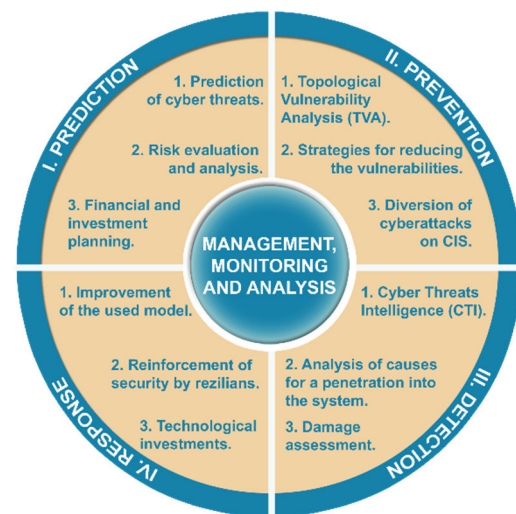 I. PREDICTION
1. Prediction
of cyber threats.
2. Risk evaluation
and analysis.
3. Financial and
investment
planning.
II. PREVENTION
1. Topological
Vulnerability
Analysis (TVA).
2. Strategies for reducing
the vulnerabilities.
3. Diversion of
cyberattacks
on CIS.
MANAGEMENT,
MONITORING
AND ANALYSIS
III. DETECTION
1. Cyber Threats
Intelligence (CTI).
2. Analysis of causes
for a penetration into
the system.
3. Damage
assessment.
IV. RESPONSE
1. Improvement
of the used model.
2. Reinforcement of
security by rezilians.
3. Technological
investments.